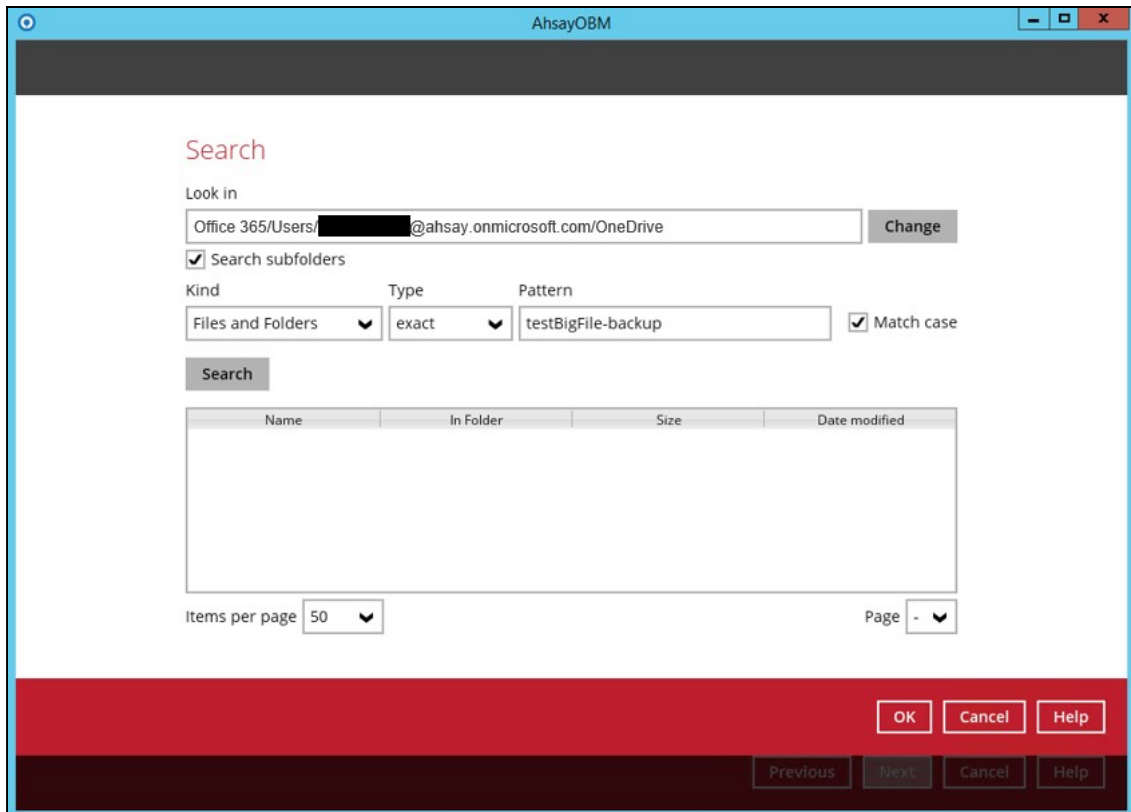 AhsayOBM
Search
Look in
Office 365/Users/ @ahsay.onmicrosoft.com/OneDrive Change
Search subfolders
Kind Type Pattern
Files and Folders exact testBigFile-backup Match case
Search
Name In Folder Size Date modified
Items per page 50 Page -
OK Cancel Help
Previous Next Cancel Help